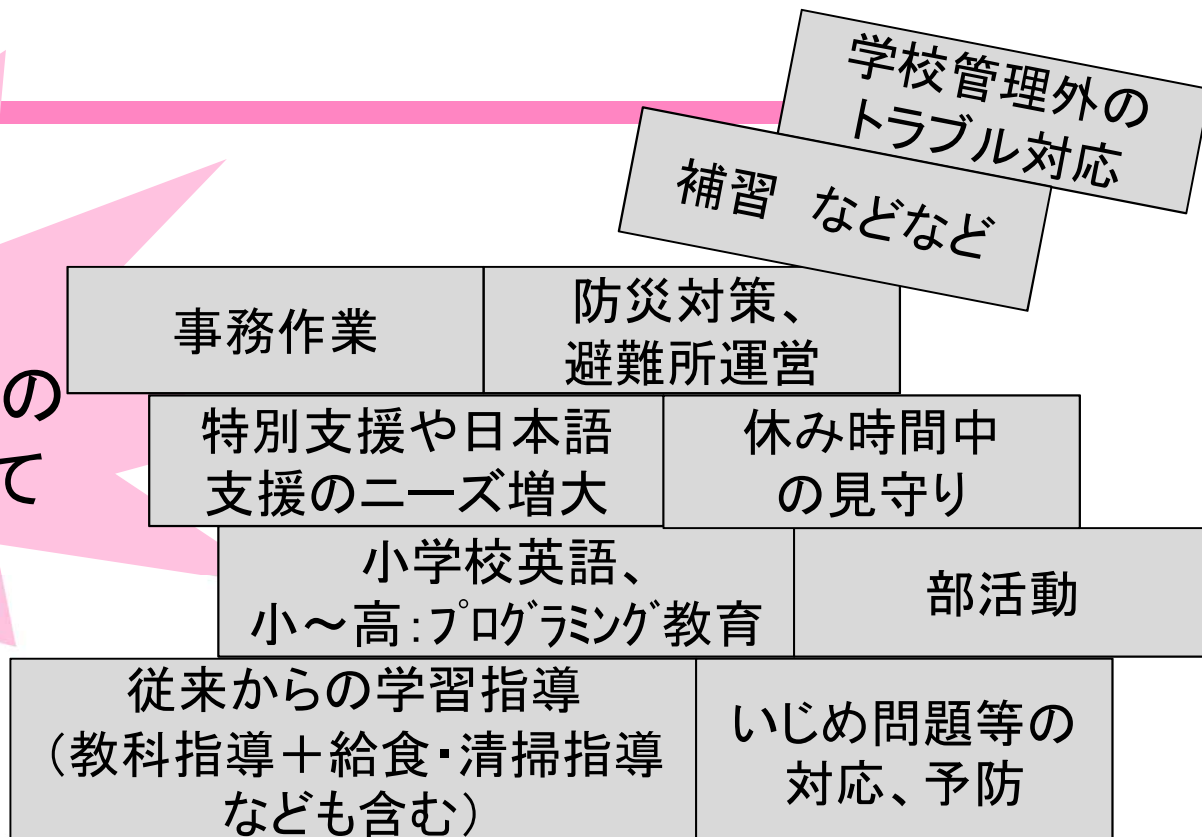 学校管理外の
トラブル対応
補習　などなど
事務作業
防災対策、
避難所運営
の
て
特別支援や日本語
支援のニーズ増大
休み時間中
の見守り
小学校英語、
小～高：プログラミング教育
部活動
従来からの学習指導
（教科指導＋給食・清掃指導
なども含む）
いじめ問題等の
対応、予防